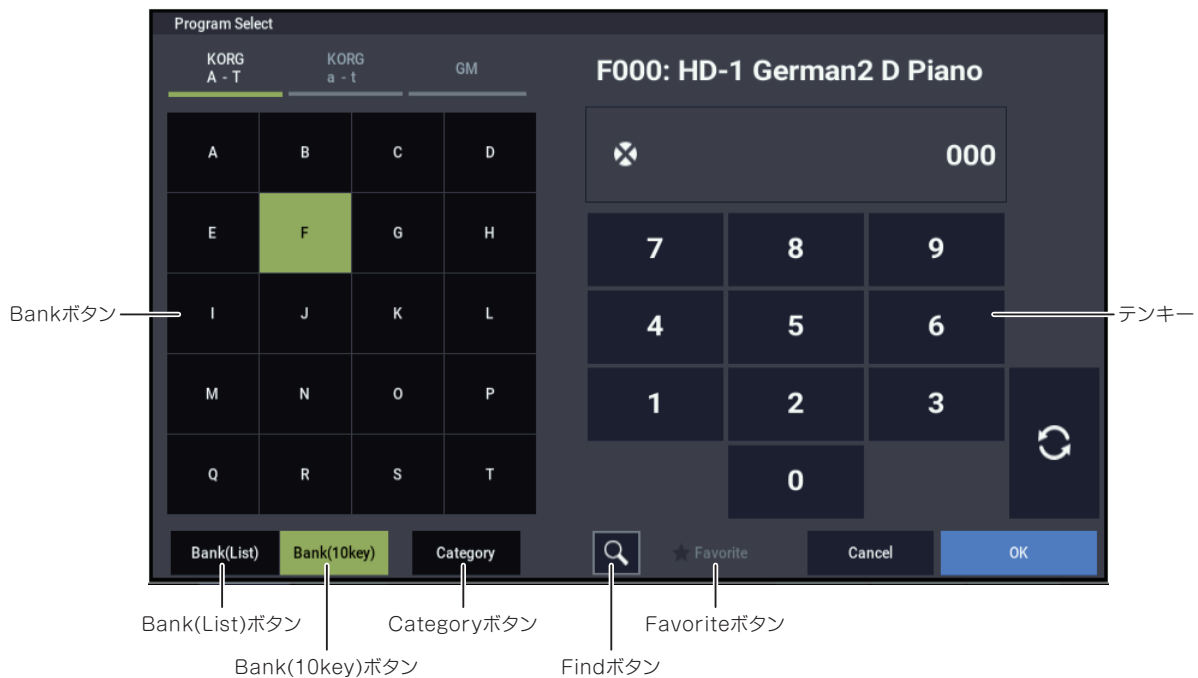 Program Select
KORG
A - T
KORG
a - t
GM
F000: HD-1 German2 D Piano
000
A B C D
E F G H
I J K L
M N O P
Q R S T
7 8 9
4 5 6
1 2 3
0
Bankボタン
テンキー
Bank(List) Bank(10key) Category Favorite Cancel OK
Bank(List)ボタン Categoryボタン Favoriteボタン
Bank(10key)ボタン Findボタン